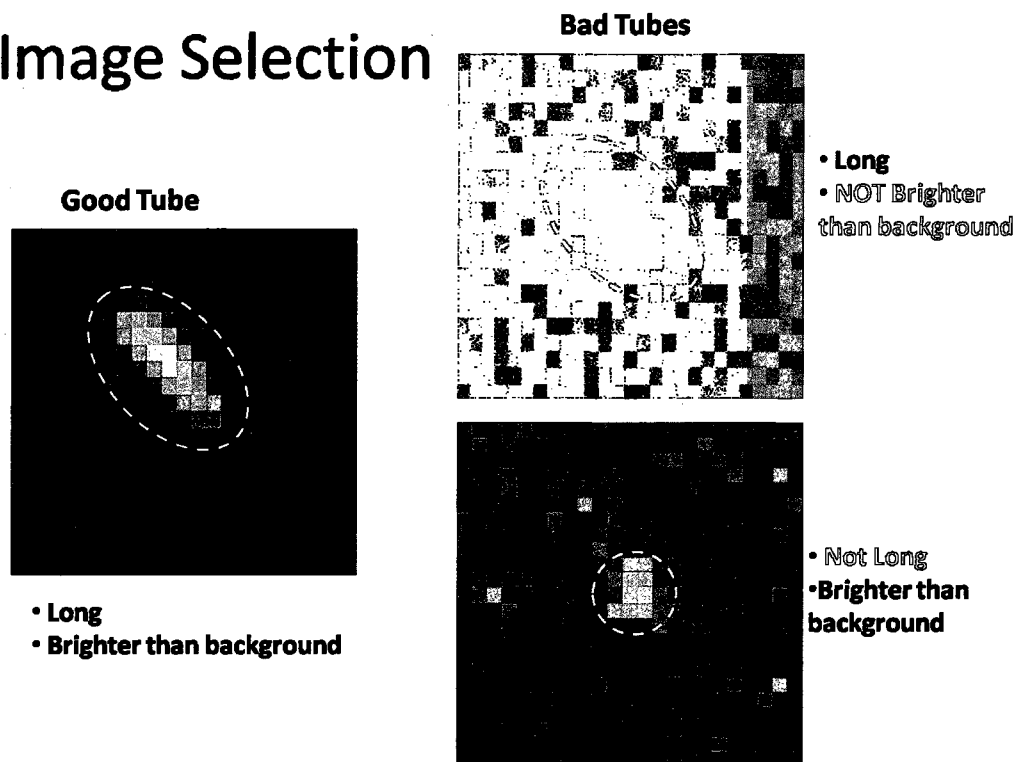 Image Selection
Bad Tubes
• Long
• NOT Brighter
than background
Good Tube
• Long
• Brighter than background
• Not Long
•Brighter than
background